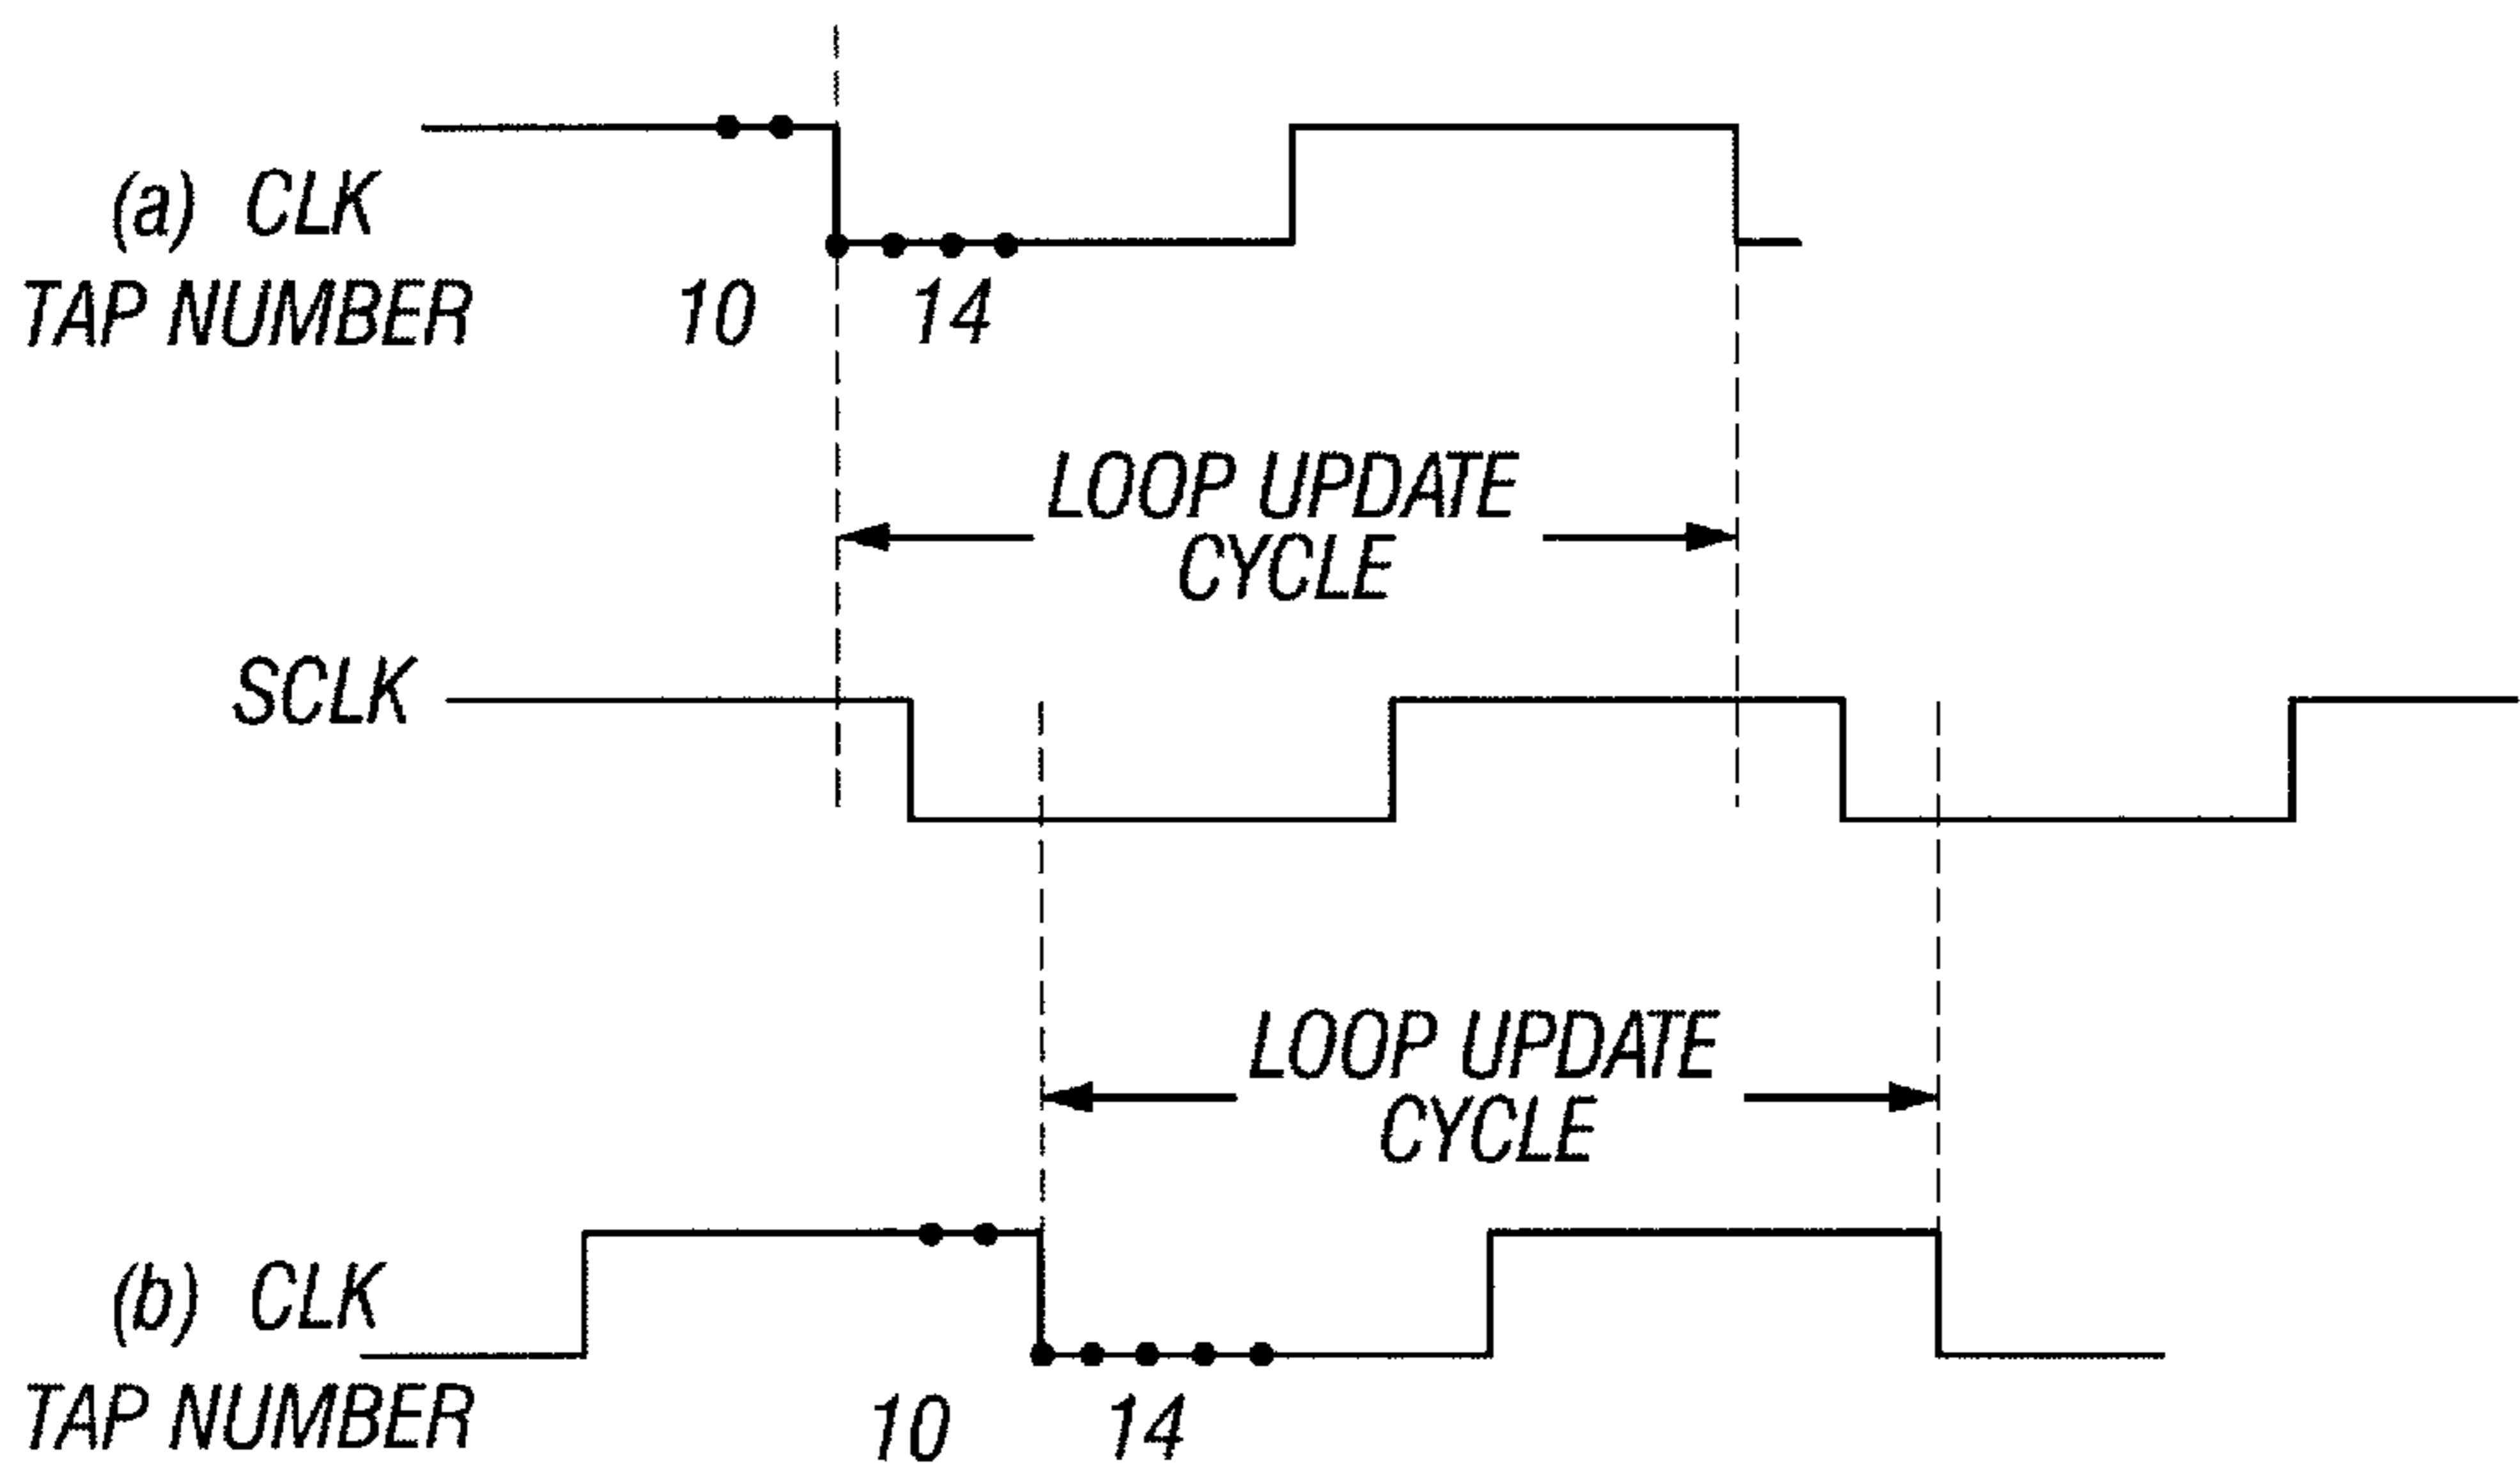 (a) CLK
TAP NUMBER 10 14
LOOP UPDATE
CYCLE
SCLK
LOOP UPDATE
CYCLE
(b) CLK
TAP NUMBER 10 14